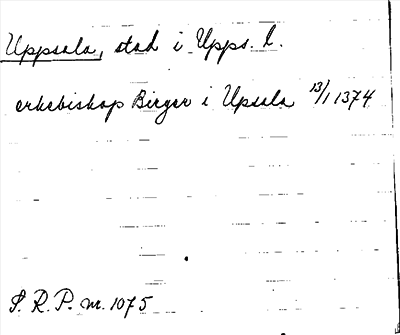 Uppsala, stad i Upps. l.
erkebiskop Birger i Upsala 13/1 1374
S. R. P. nr. 1075